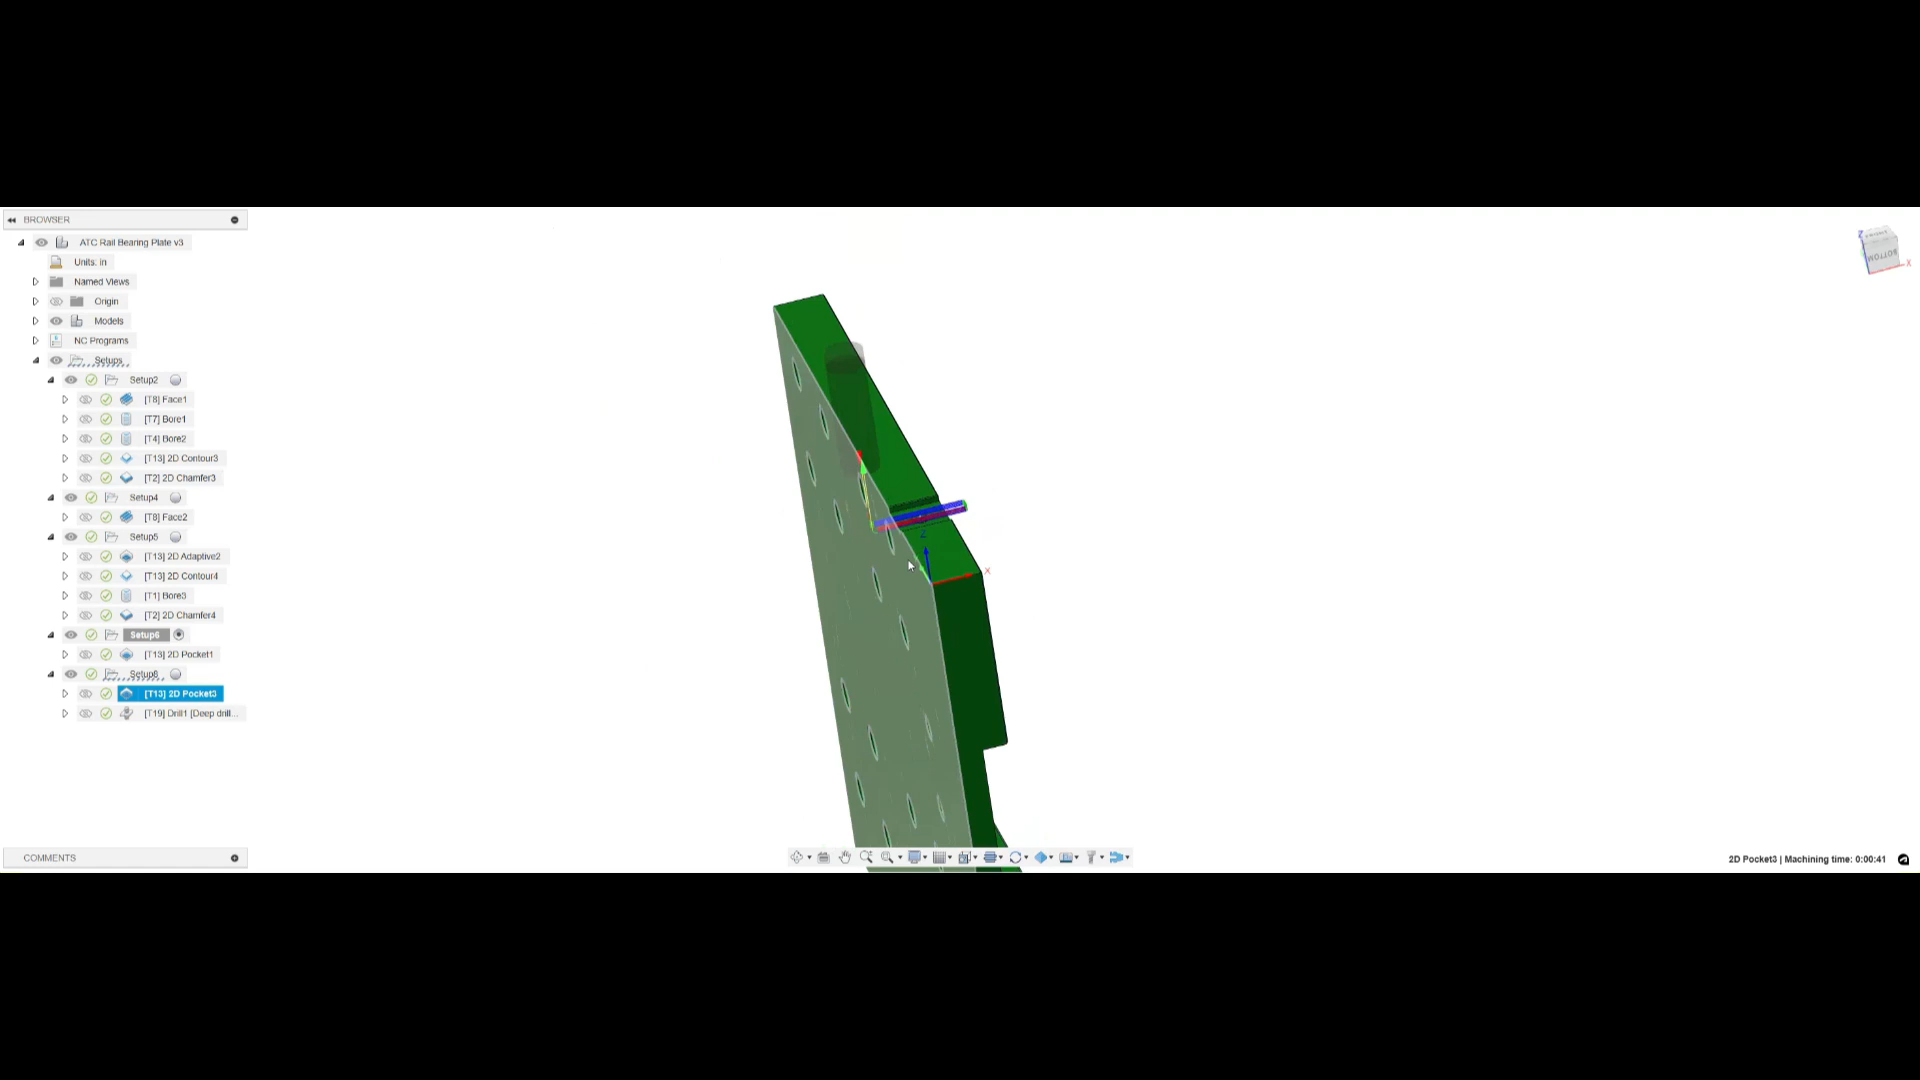 BROWSER
ATC Rail Bearing Plate v3
Units: in
Named Views
Origin
Models
NC Programs
Setups
Setup2
[T8] Face1
[T7] Bore1
[T4] Bore2
[T13] 2D Contour3
[T2] 2D Chamfer3
Setup4
[T8] Face2
Setup5
[T13] 2D Adaptive2
[T13] 2D Contour4
[T1] Bore3
[T2] 2D Chamfer4
Setup6
[T13] 2D Pocket1
Setup8
[T13] 2D Pocket3
[T19] Drill1 [Deep drill...
COMMENTS
Z
X
Z
BOTTOM
X
2D Pocket3 | Machining time: 0:00:41